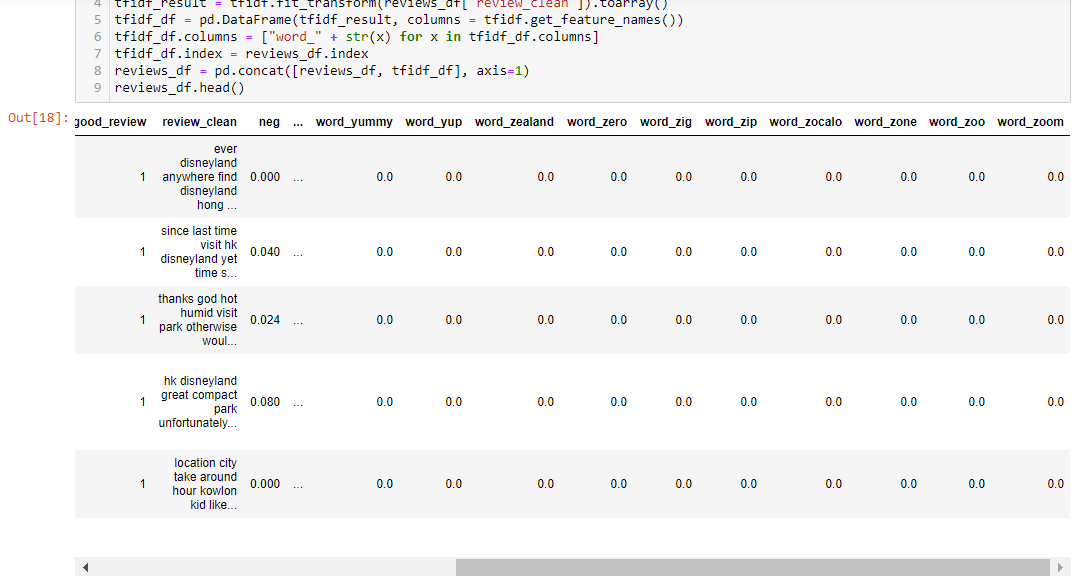 4 tfidf_result = tfidf.fit_transform(reviews_df["review_clean"]).toarray()
5 tfidf_df = pd.DataFrame(tfidf_result, columns = tfidf.get_feature_names())
6 tfidf_df.columns = ["word_" + str(x) for x in tfidf_df.columns]
7 tfidf_df.index = reviews_df.index
8 reviews_df = pd.concat([reviews_df, tfidf_df], axis=1)
9 reviews_df.head()
Out[18]: good_review review_clean neg ... word_yummy word_yup word_zealand word_zero word_zig word_zip word_zocalo word_zone word_zoo word_zoom
ever
disneyland
1 anywhere find 0.000 ... 0.0 0.0 0.0 0.0 0.0 0.0 0.0 0.0 0.0 0.0
disneyland
hong ...
since last time
visit hk
1 disneyland yet 0.040 ... 0.0 0.0 0.0 0.0 0.0 0.0 0.0 0.0 0.0 0.0
time s...
thanks god hot
humid visit
1 park otherwise 0.024 ... 0.0 0.0 0.0 0.0 0.0 0.0 0.0 0.0 0.0 0.0
woul...
hk disneyland
great compact
1 park 0.080 ... 0.0 0.0 0.0 0.0 0.0 0.0 0.0 0.0 0.0 0.0
unfortunately...
location city
take around
1 hour kowlon 0.000 ... 0.0 0.0 0.0 0.0 0.0 0.0 0.0 0.0 0.0 0.0
kid like...